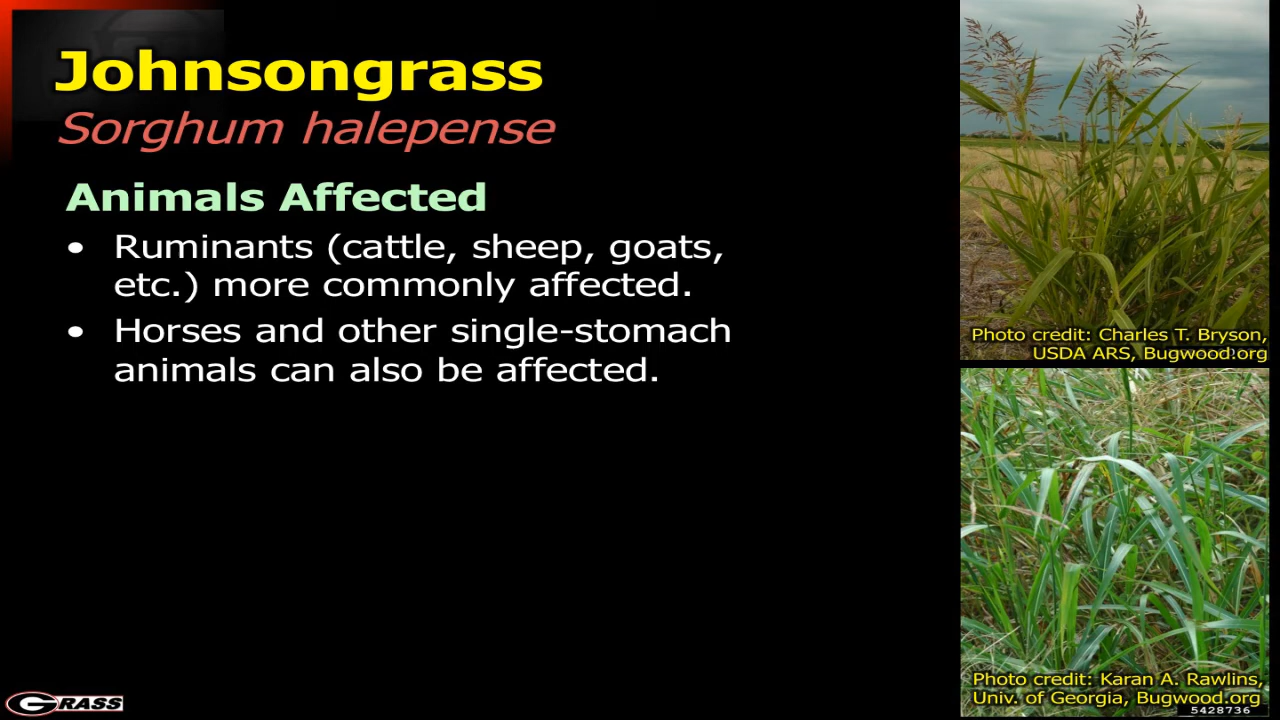 Johnsongrass
Sorghum halepense
Animals Affected
• Ruminants (cattle, sheep, goats,
etc.) more commonly affected.
• Horses and other single-stomach
animals can also be affected.
Photo credit: Charles T. Bryson,
USDA ARS, Bugwood.org
Photo credit: Karan A. Rawlins,
Univ. of Georgia, Bugwood.org
5428736
GRASS